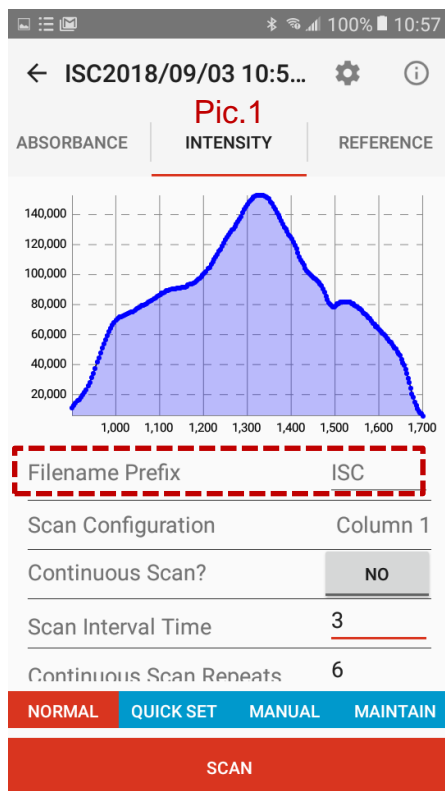 100% 10:57
ISC2018/09/03 10:5...
Pic.1
ABSORBANCE INTENSITY REFERENCE
140,000
120,000
100,000
80,000
60,000
40,000
20,000
1,000 1,100 1,200 1,300 1,400 1,500 1,600 1,700
Filename Prefix ISC
Scan Configuration Column 1
Continuous Scan? NO
Scan Interval Time 3
Continuous Scan Repeats 6
NORMAL QUICK SET MANUAL MAINTAIN
SCAN